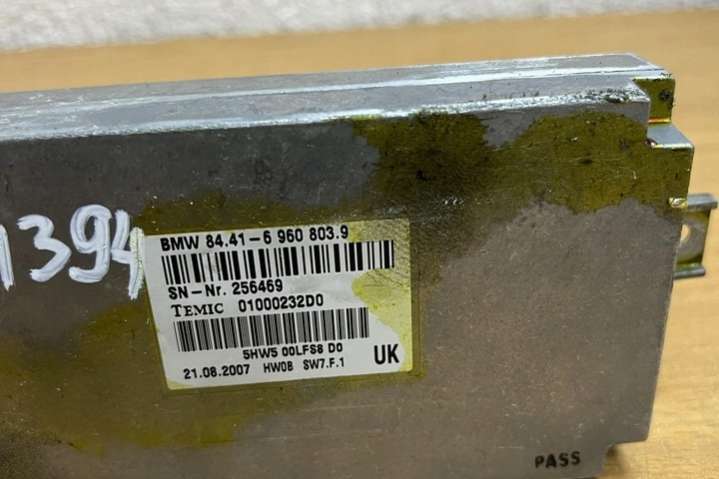 1394
BMW 84.41-6 960 803.9
SN-Nr. 256469
TEMIC 01000232D0
5HW5 00LFS8 D0
21.08.2007 HW0B SW7.F.1 UK
PASS